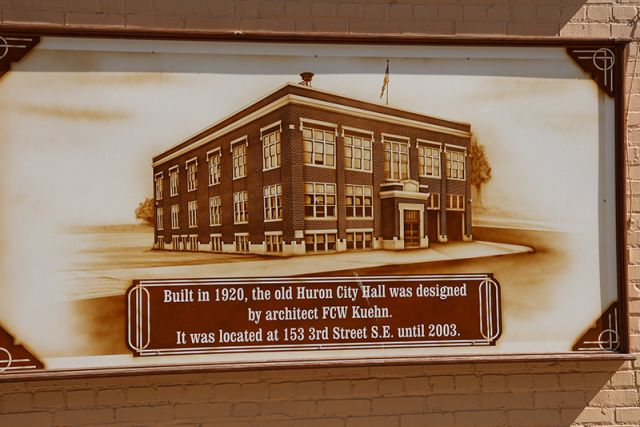 Built in 1920, the old Huron City Hall was designed
by architect FCW Kuehn.
It was located at 153 3rd Street S.E. until 2003.